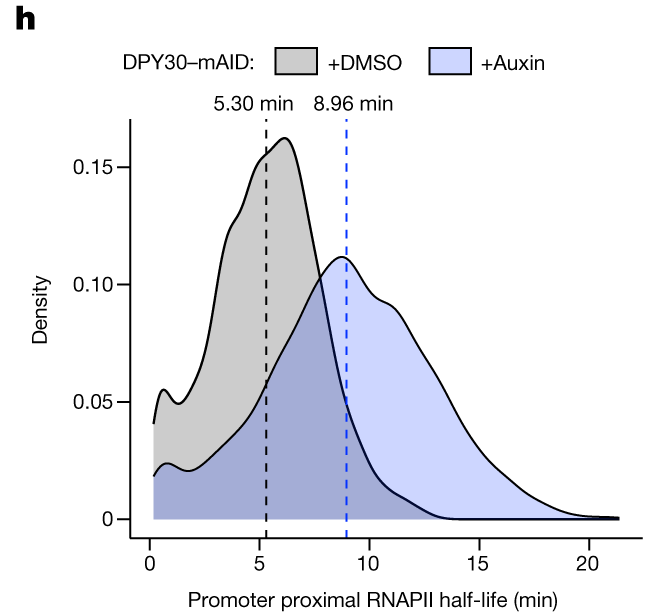 h
DPY30–mAID: +DMSO +Auxin
5.30 min 8.96 min
0.15
0.10
0.05
0
Density
0 5 10 15 20
Promoter proximal RNAPII half-life (min)